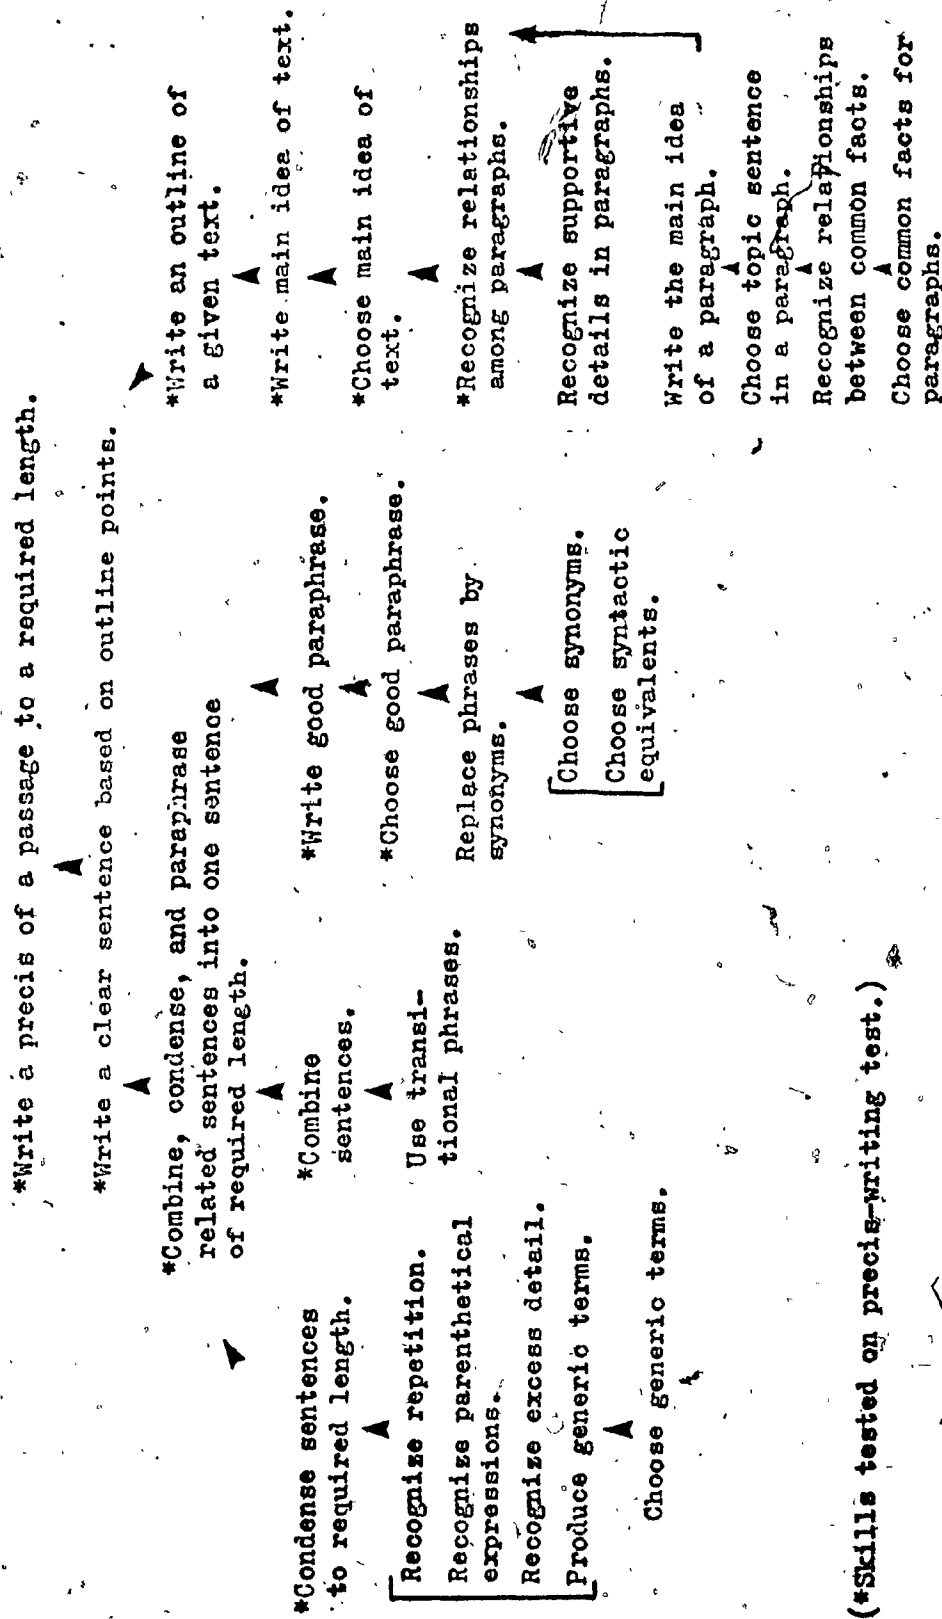 *Write a precis of a passage to a required length.
*Write a clear sentence based on outline points.
*Combine, condense, and paraphrase
related sentences into one sentence
of required length.
*Condense sentences
to required length.
Recognize repetition.
Recognize parenthetical
expressions.
Recognize excess detail.
Produce generic terms.
Choose generic terms.
*Combine
sentences.
Use transi-
tional phrases.
*Write good paraphrase.
*Choose good paraphrase.
Replace phrases by
synonyms.
Choose synonyms.
Choose syntactic
equivalents.
*Write an outline of
a given text.
*Write main idea of text.
*Choose main idea of
text.
*Recognize relationships
among paragraphs.
Recognize supportive
details in paragraphs.
Write the main idea
of a paragraph.
Choose topic sentence
in a paragraph.
Recognize relationships
between common facts.
Choose common facts for
paragraphs.
(*Skills tested on precis-writing test.)